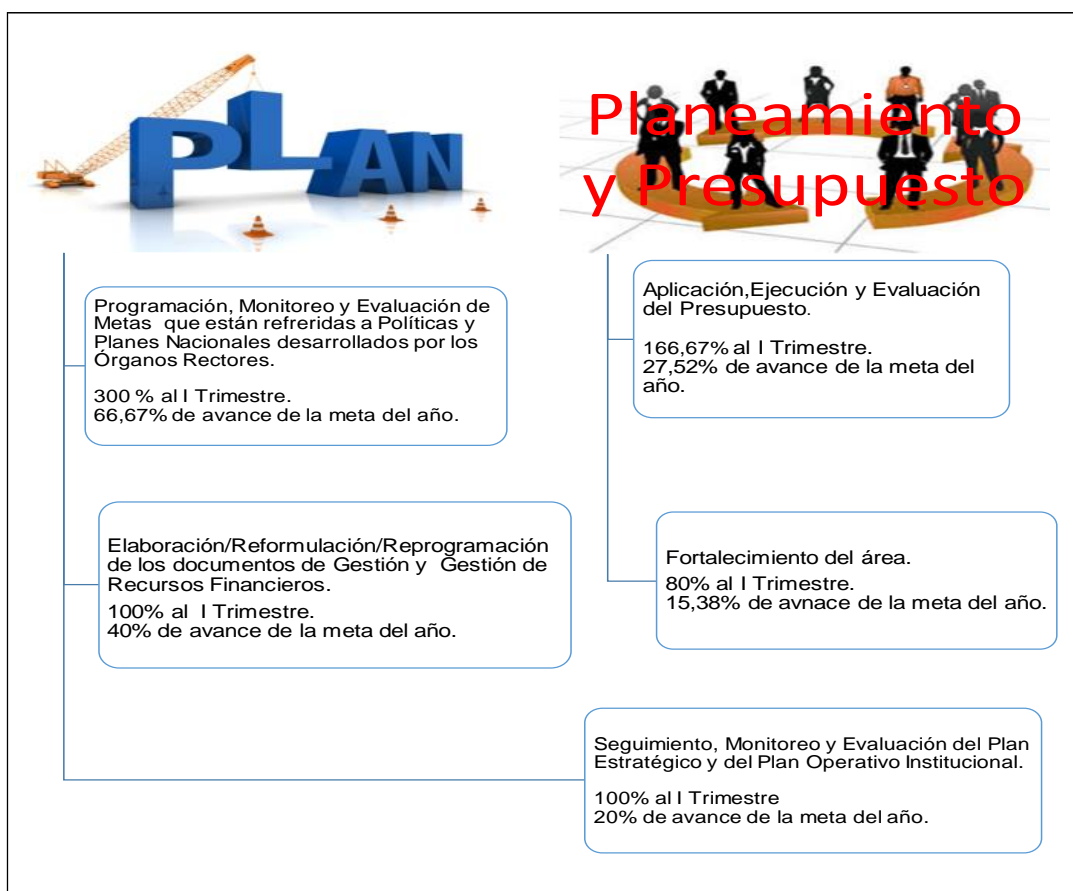 PLAN
Planeamiento
y Presupuesto
Programación, Monitoreo y Evaluación de
Metas que están refreridas a Políticas y
Planes Nacionales desarrollados por los
Órganos Rectores.
300 % al I Trimestre.
66,67% de avance de la meta del año.
Elaboración/Reformulación/Reprogramación
de los documentos de Gestión y Gestión de
Recursos Financieros.
100% al I Trimestre.
40% de avance de la meta del año.
Aplicación,Ejecución y Evaluación
del Presupuesto.
166,67% al I Trimestre.
27,52% de avance de la meta del
año.
Fortalecimiento del área.
80% al I Trimestre.
15,38% de avnace de la meta del año.
Seguimiento, Monitoreo y Evaluación del Plan
Estratégico y del Plan Operativo Institucional.
100% al I Trimestre
20% de avance de la meta del año.